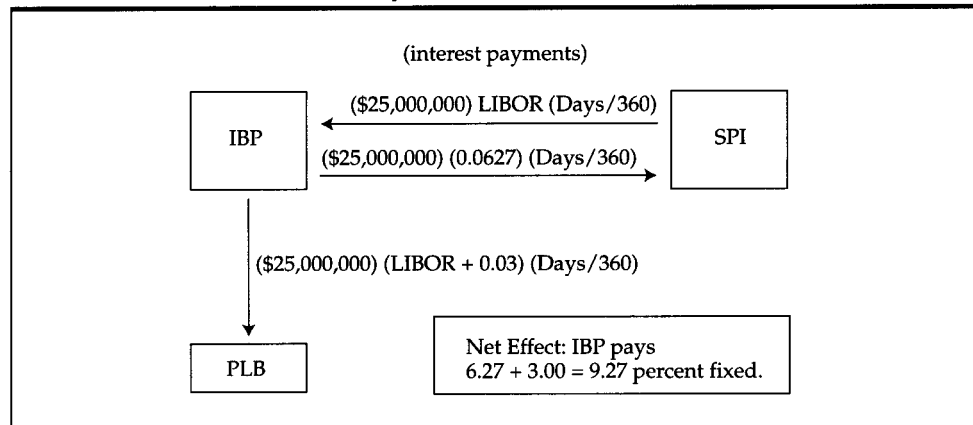 (interest payments)
($25,000,000) LIBOR (Days/360)
IBP
SPI
($25,000,000) (0.0627) (Days/360)
($25,000,000) (LIBOR + 0.03) (Days/360)
PLB
Net Effect: IBP pays
6.27 + 3.00 = 9.27 percent fixed.